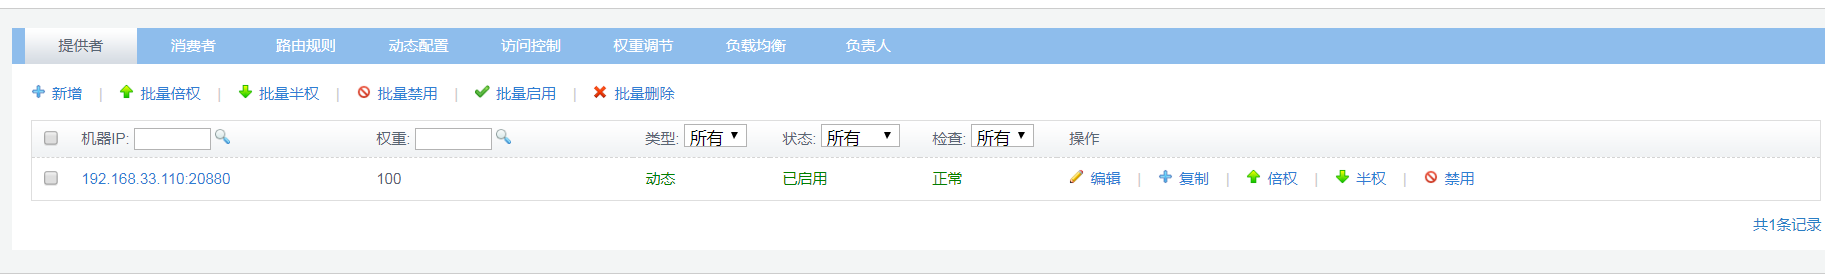 提供者 消费者 路由规则 动态配置 访问控制 权重调节 负载均衡 负责人
新增 | 批量倍权 | 批量半权 | 批量禁用 | 批量启用 | 批量删除
机器IP: 权重: 类型: 所有 状态: 所有 检查: 所有 操作
192.168.33.110:20880 100 动态 已启用 正常 编辑 | 复制 | 倍权 | 半权 | 禁用
共1条记录